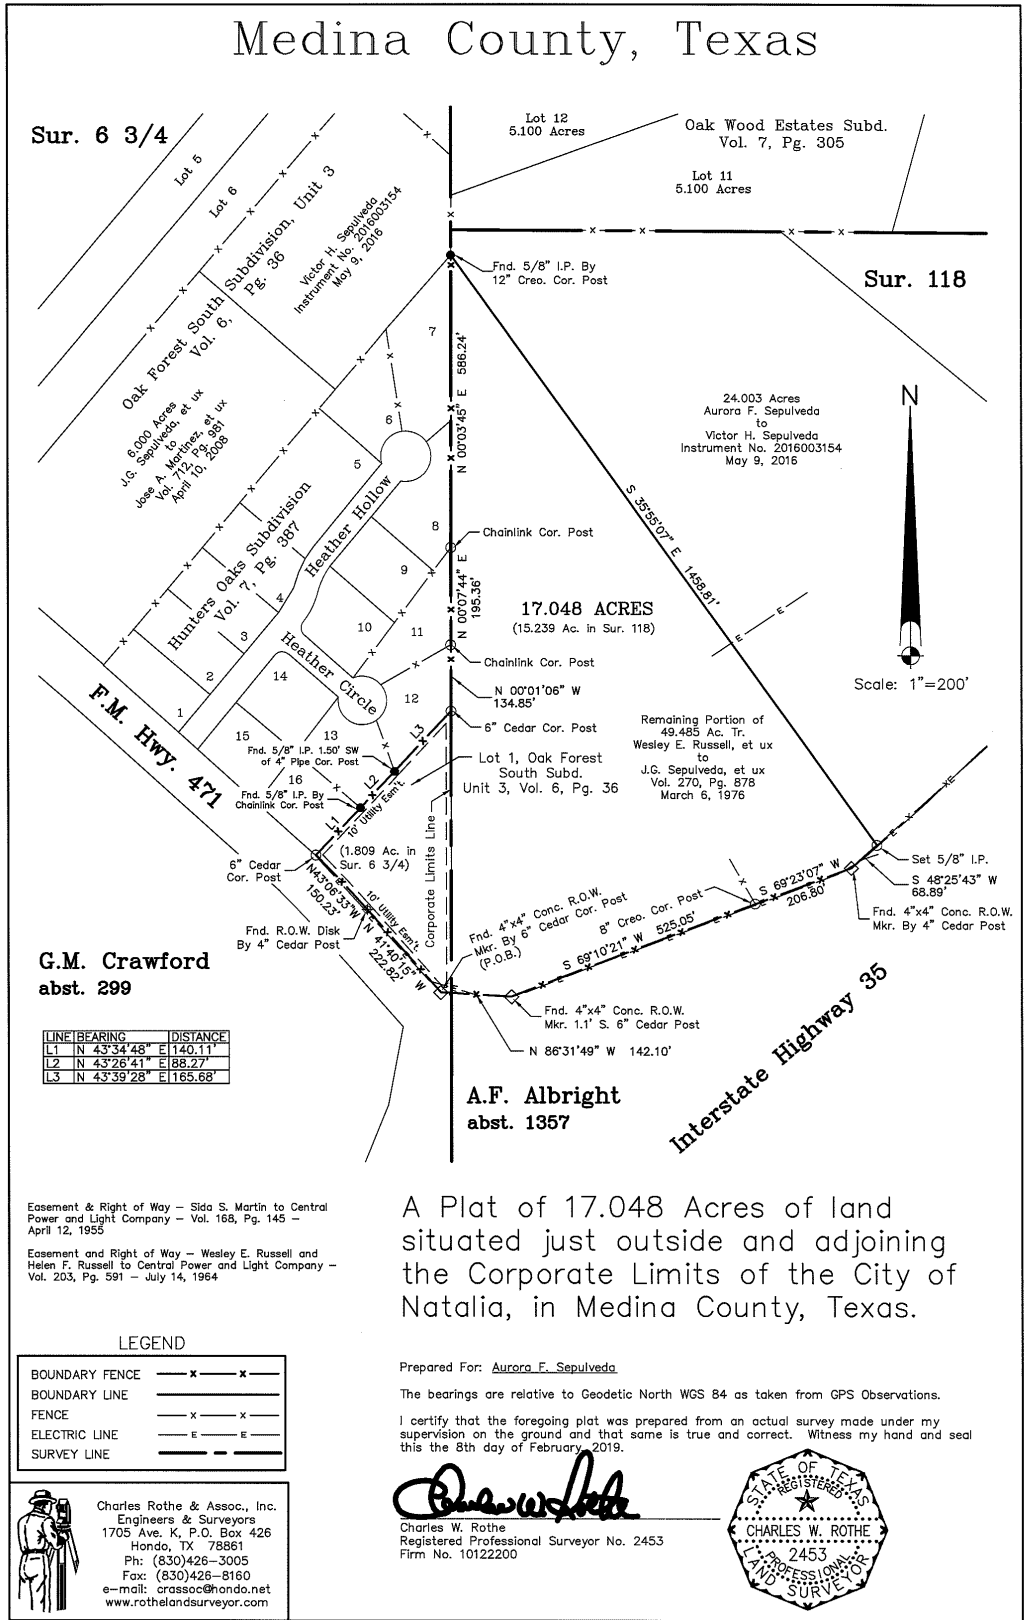 Medina County, Texas
Sur. 6 3/4
Lot 5
Lot 6
Lot 12
5.100 Acres
Oak Wood Estates Subd.
Vol. 7, Pg. 305
Lot 11
5.100 Acres
Oak Forest South Subdivision, Unit 3
Vol. 6, Pg. 36
Victor H. Sepulveda
Instrument No. 2016003154
May 9, 2016
Fnd. 5/8" I.P. By
12" Creo. Cor. Post
Sur. 118
6.000 Acres
J.G. Sepulveda, et ux
to
Jose A. Martinez, et ux
Vol. 712, Pg. 981
April 10, 2008
7
N 00°03'45" E 586.24'
24.003 Acres
Aurora F. Sepulveda
to
Victor H. Sepulveda
Instrument No. 2016003154
May 9, 2016
N
6
5
Heather Hollow
S 35°55'07" E 1458.81'
Hunters Oaks Subdivision
Vol. 7, Pg. 387
8
Chainlink Cor. Post
9
N 00°07'44" E
195.36'
17.048 ACRES
(15.239 Ac. in Sur. 118)
4
3
10
11
Heather Circle
Chainlink Cor. Post
2
14
12
N 00°01'06" W
134.85'
Scale: 1"=200'
1
F.M. Hwy. 471
15
13
6" Cedar Cor. Post
Remaining Portion of
49.485 Ac. Tr.
Wesley E. Russell, et ux
to
J.G. Sepulveda, et ux
Vol. 270, Pg. 878
March 6, 1976
Fnd. 5/8" I.P. 1.50' SW
of 4" Pipe Cor. Post
L3
Lot 1, Oak Forest
South Subd.
Unit 3, Vol. 6, Pg. 36
16
L2
Fnd. 5/8" I.P. By
Chainlink Cor. Post
10' Utility Esm't.
L1
Corporate Limits Line
(1.809 Ac. in
Sur. 6 3/4)
6" Cedar
Cor. Post
N43°06'33"W
150.23'
10' Utility Esm't.
Fnd. R.O.W. Disk
By 4" Cedar Post
N 41°40'15" W
222.82'
Fnd. 4"x4" Conc. R.O.W.
Mkr. By 6" Cedar Cor. Post
(P.O.B.)
8" Creo. Cor. Post
S 69°23'07" W
206.80'
Set 5/8" I.P.
S 48°25'43" W
68.89'
Fnd. 4"x4" Conc. R.O.W.
Mkr. By 4" Cedar Post
S 69°10'21" W 525.05'
G.M. Crawford
abst. 299
Fnd. 4"x4" Conc. R.O.W.
Mkr. 1.1' S. 6" Cedar Post
N 86°31'49" W 142.10'
Interstate Highway 35
LINE BEARING DISTANCE
L1 N 43°34'48" E 140.11'
L2 N 43°26'41" E 88.27'
L3 N 43°39'28" E 165.68'
A.F. Albright
abst. 1357
Easement & Right of Way – Sida S. Martin to Central
Power and Light Company – Vol. 168, Pg. 145 –
April 12, 1955
Easement and Right of Way – Wesley E. Russell and
Helen F. Russell to Central Power and Light Company –
Vol. 203, Pg. 591 – July 14, 1964
A Plat of 17.048 Acres of land
situated just outside and adjoining
the Corporate Limits of the City of
Natalia, in Medina County, Texas.
LEGEND
BOUNDARY FENCE
BOUNDARY LINE
FENCE
ELECTRIC LINE
SURVEY LINE
Prepared For: Aurora F. Sepulveda
The bearings are relative to Geodetic North WGS 84 as taken from GPS Observations.
I certify that the foregoing plat was prepared from an actual survey made under my
supervision on the ground and that same is true and correct. Witness my hand and seal
this the 8th day of February, 2019.
Charles W. Rothe
Charles W. Rothe
Registered Professional Surveyor No. 2453
Firm No. 10122200
STATE OF TEXAS
REGISTERED
CHARLES W. ROTHE
2453
PROFESSIONAL
LAND SURVEYOR
Charles Rothe & Assoc., Inc.
Engineers & Surveyors
1705 Ave. K, P.O. Box 426
Hondo, TX 78861
Ph: (830)426–3005
Fax: (830)426–8160
e–mail: crassoc@hondo.net
www.rothelandsurveyor.com